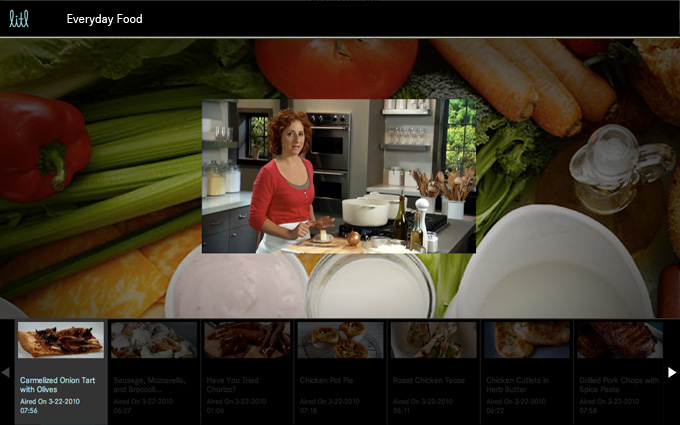 litl
Everyday Food
Carmelized Onion Tart
with Olives
Aired On 3-22-2010
07:56
Sausage, Mozzarella,
and Broccoli...
Aired On 3-22-2010
06:27
Have You Tried
Chorizo?
Aired On 3-22-2010
01:06
Chicken Pot Pie
Aired On 3-22-2010
07:18
Roast Chicken Tacos
Aired On 3-22-2010
06:11
Chicken Cutlets in
Herb Butter
Aired On 3-22-2010
06:22
Grilled Pork Chops with
Spice Paste
Aired On 3-22-2010
07:58